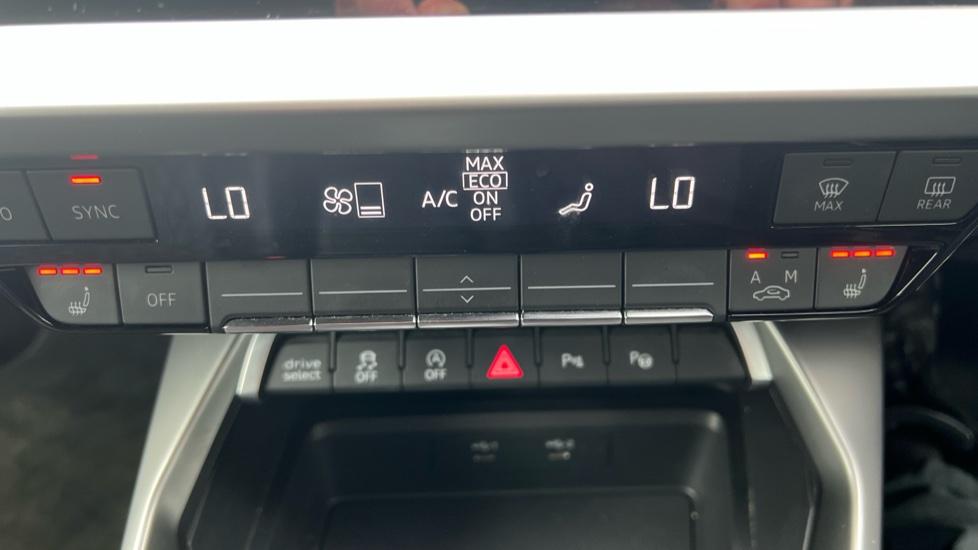 MAX
ECO
A/C ON
OFF
LO
LO
SYNC
MAX
REAR
OFF
A M
drive
select
OFF
OFF
P
P